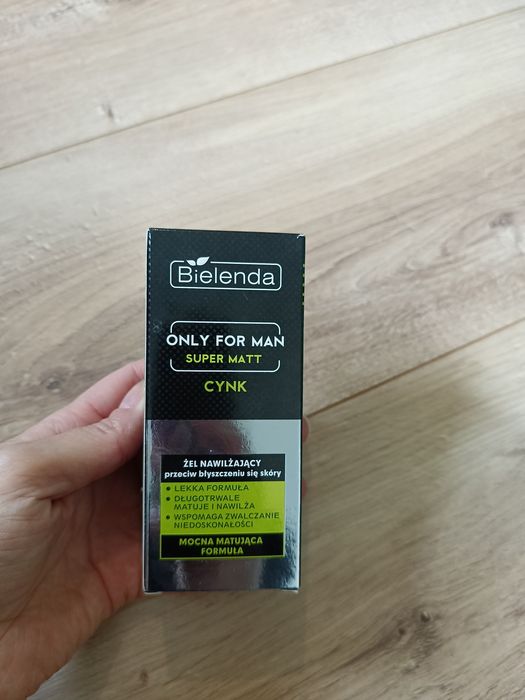 Bielenda
ONLY FOR MAN
SUPER MATT
CYNK
ŻEL NAWILŻAJĄCY
przeciw błyszczeniu się skóry
• LEKKA FORMUŁA
• DŁUGOTRWALE
MATUJE I NAWILŻA
• WSPOMAGA ZWALCZANIE
NIEDOSKONAŁOŚCI
MOCNA MATUJĄCA
FORMUŁA